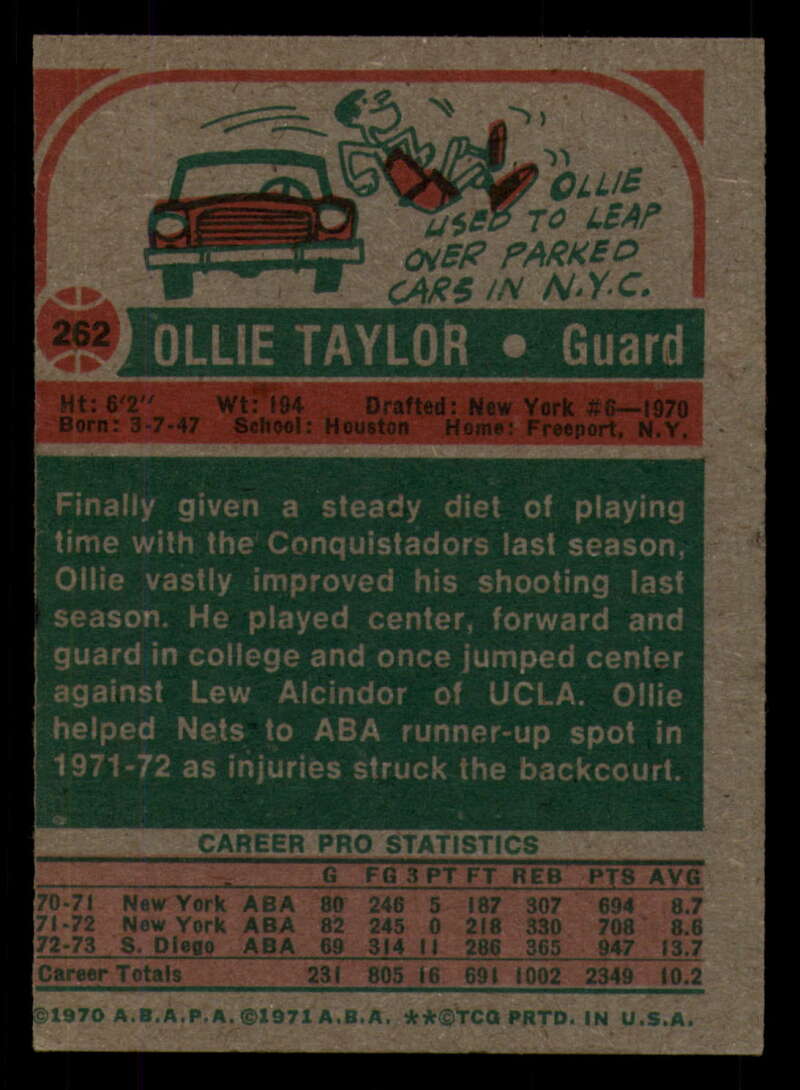 OLLIE
USED TO LEAP
OVER PARKED
CARS IN N.Y.C.
262 OLLIE TAYLOR • Guard
Ht: 6'2" Wt: 194 Drafted: New York #6—1970
Born: 3-7-47 School: Houston Home: Freeport, N.Y.
Finally given a steady diet of playing
time with the Conquistadors last season,
Ollie vastly improved his shooting last
season. He played center, forward and
guard in college and once jumped center
against Lew Alcindor of UCLA. Ollie
helped Nets to ABA runner-up spot in
1971-72 as injuries struck the backcourt.
CAREER PRO STATISTICS
G FG 3 PT FT REB PTS AVG
70-71 New York ABA 80 246 5 187 307 694 8.7
71-72 New York ABA 82 245 0 218 330 708 8.6
72-73 S. Diego ABA 69 314 11 286 365 947 13.7
Career Totals 231 805 16 691 1002 2349 10.2
©1970 A.B.A.P.A. ©1971 A.B.A. **©TCG PRTD. IN U.S.A.